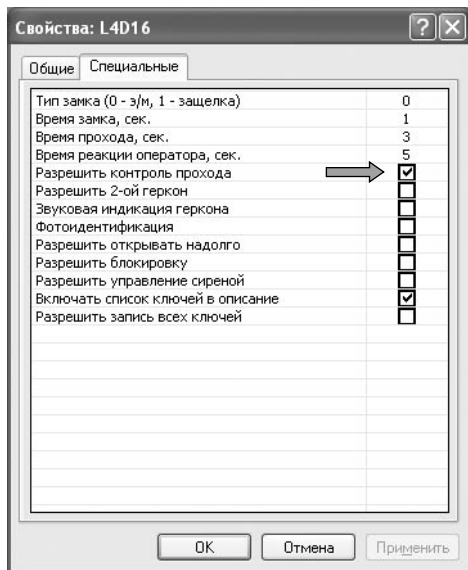 Свойства: L4D16
Общие Специальные
Тип замка (0 - э/м, 1 - защелка) 0
Время замка, сек. 1
Время прохода, сек. 3
Время реакции оператора, сек. 5
Разрешить контроль прохода
Разрешить 2-ой геркон
Звуковая индикация геркона
Фотоидентификация
Разрешить открывать надолго
Разрешить блокировку
Разрешить управление сиреной
Включать список ключей в описание
Разрешить запись всех ключей
OK Отмена Применить